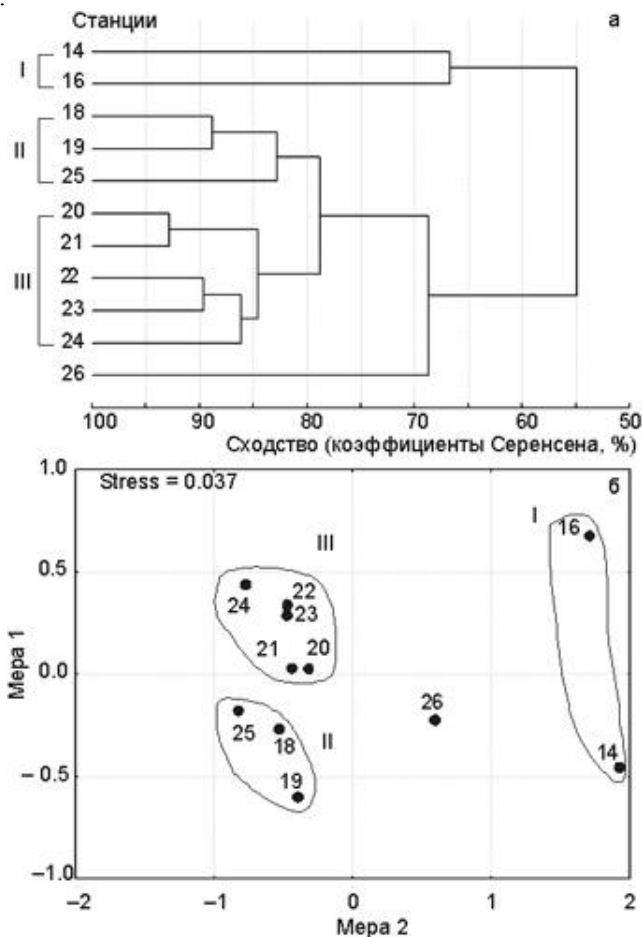 Станции
а
I
14
16
II
18
19
25
III
20
21
22
23
24
26
100 90 80 70 60 50
Сходство (коэффициенты Серенсена, %)
Stress = 0.037
б
1.0
0.5
0.0
– 0.5
–1.0
Мера 1
III
24
22
23
21
20
25
18
II
19
26
I
16
14
–2 –1 0 1 2
Мера 2